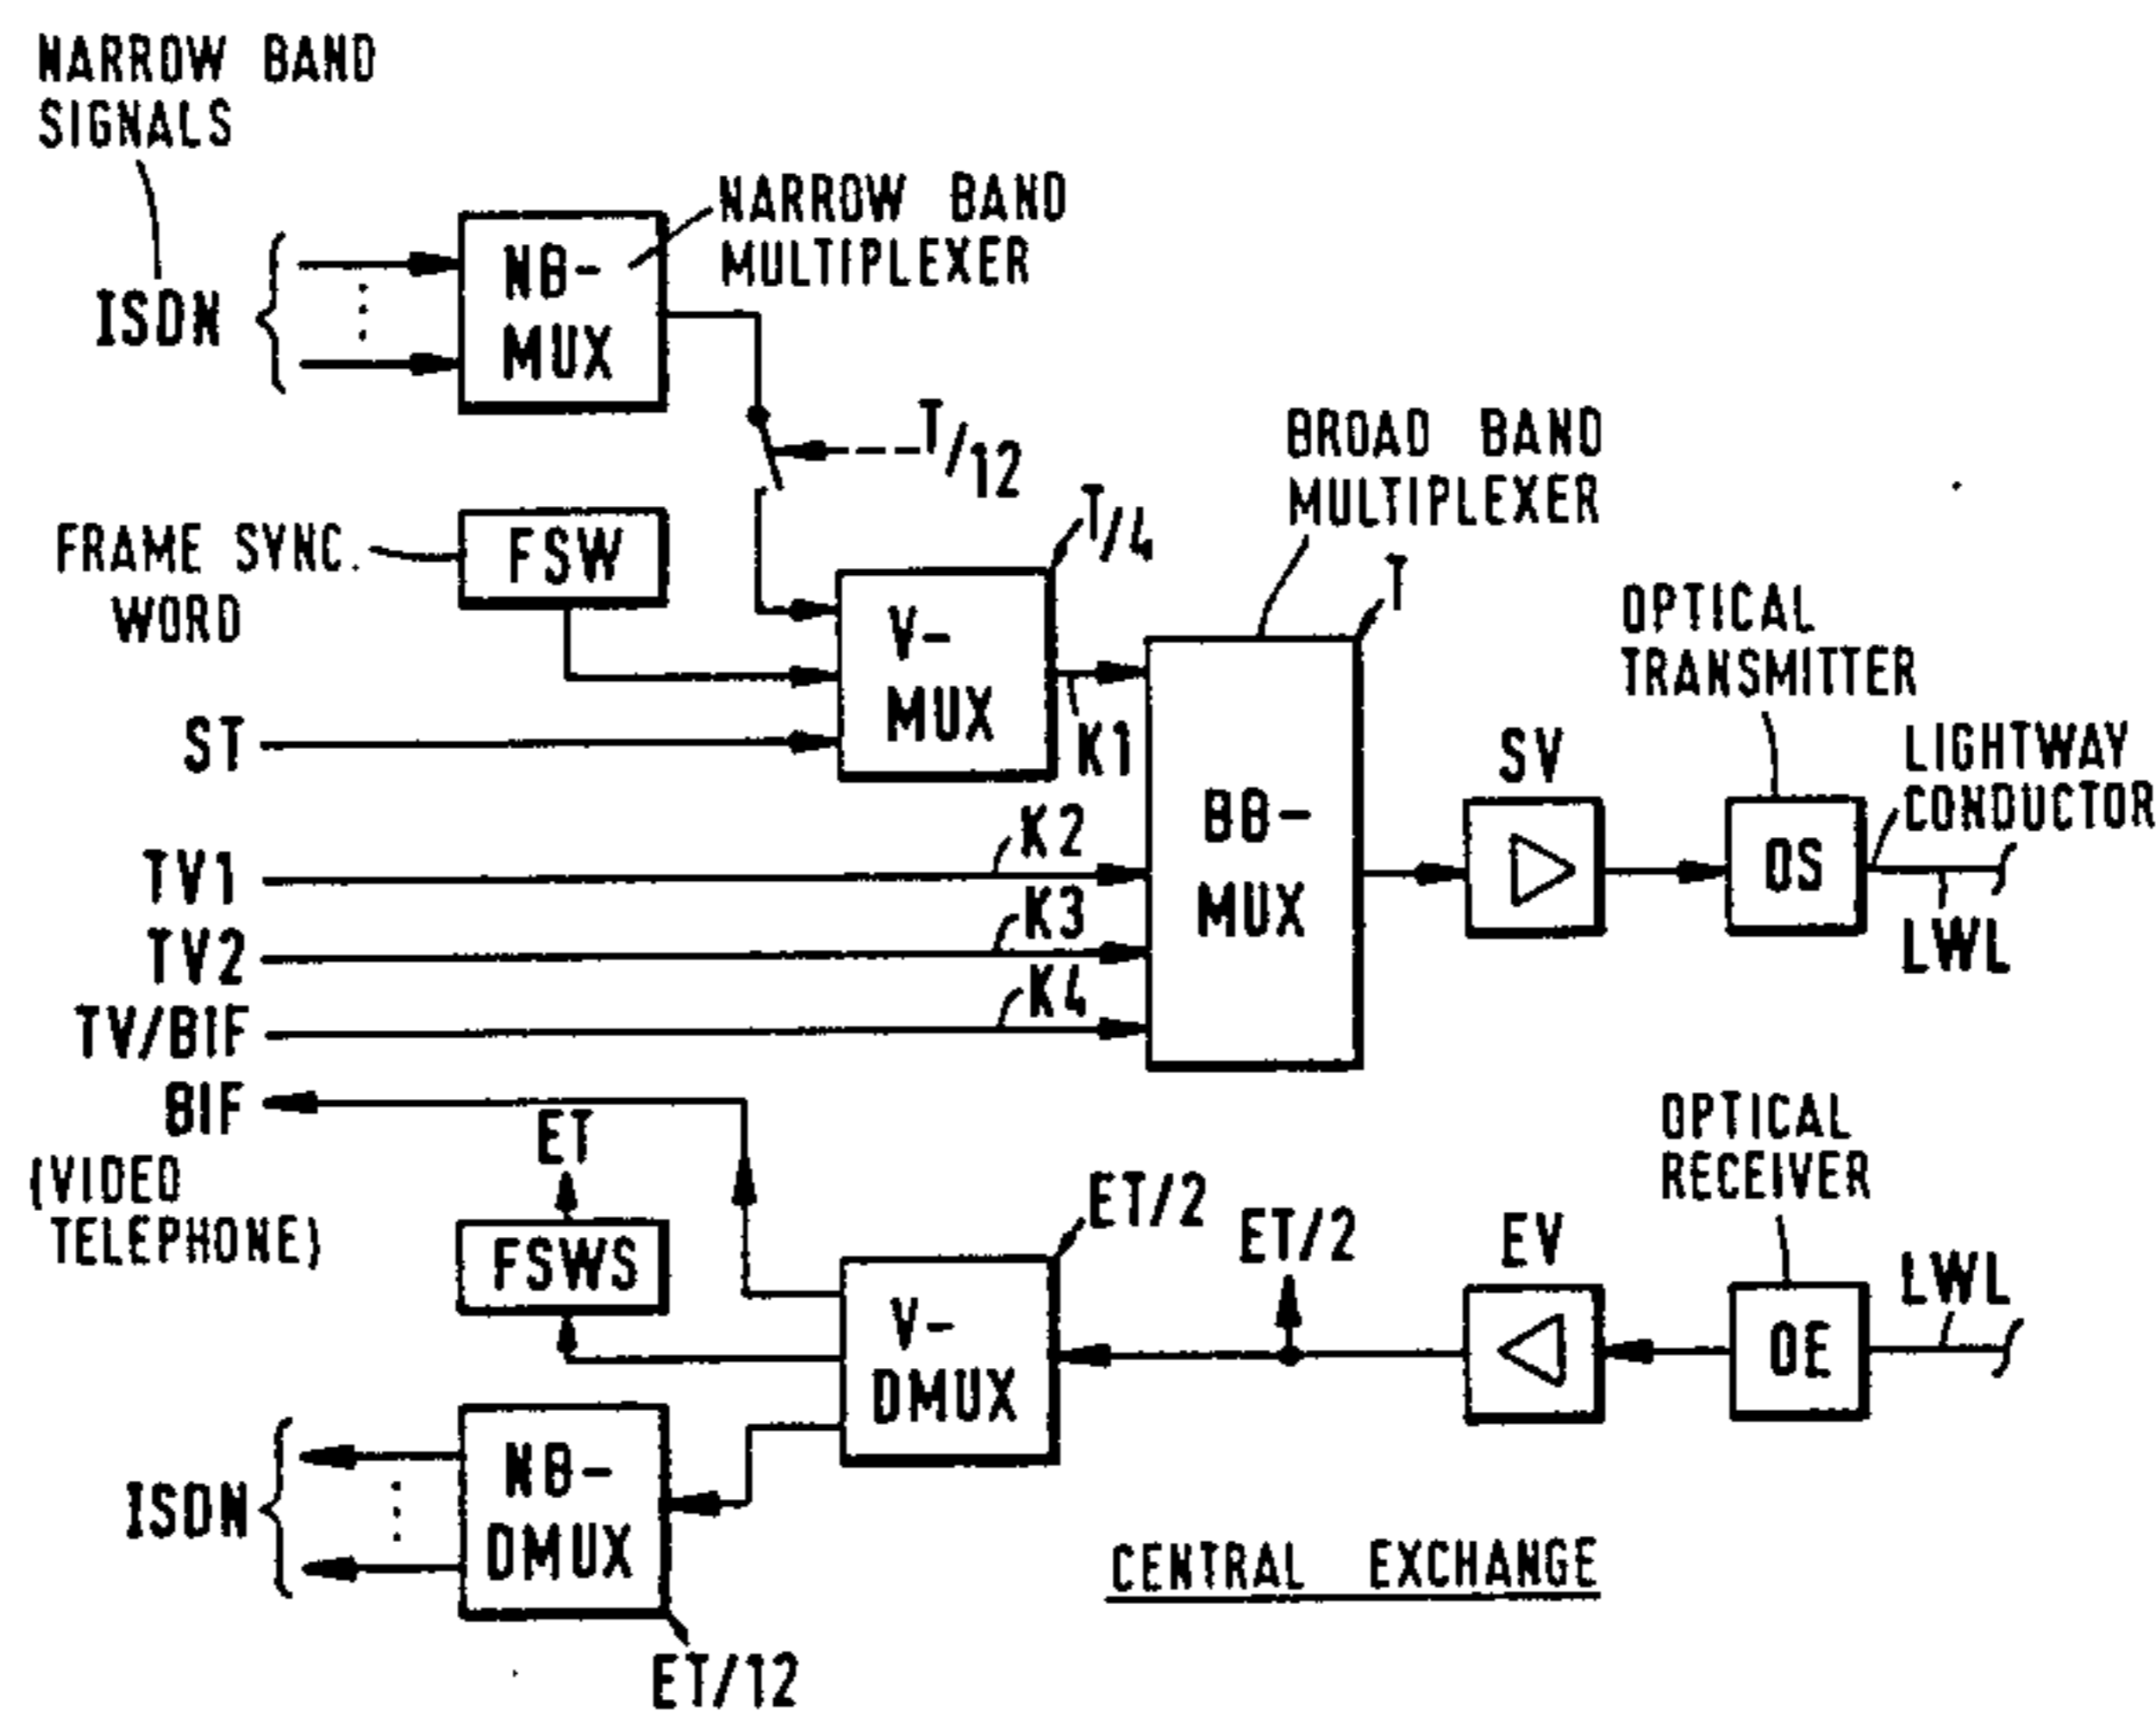 NARROW BAND
SIGNALS
NARROW BAND
MULTIPLEXER
NB-
MUX
ISDN
T/12
BROAD BAND
MULTIPLEXER
T/4
T
FRAME SYNC.
WORD
FSW
V-
MUX
OPTICAL
TRANSMITTER
ST
K1
SV
LIGHTWAY
CONDUCTOR
BB-
MUX
K2
TV1
OS
K3
TV2
LWL
K4
TV/BIF
BIF
(VIDEO
TELEPHONE)
ET
OPTICAL
RECEIVER
ET/2
ET/2
EV
FSWS
LWL
V-
DMUX
OE
NB-
DMUX
ISDN
CENTRAL EXCHANGE
ET/12